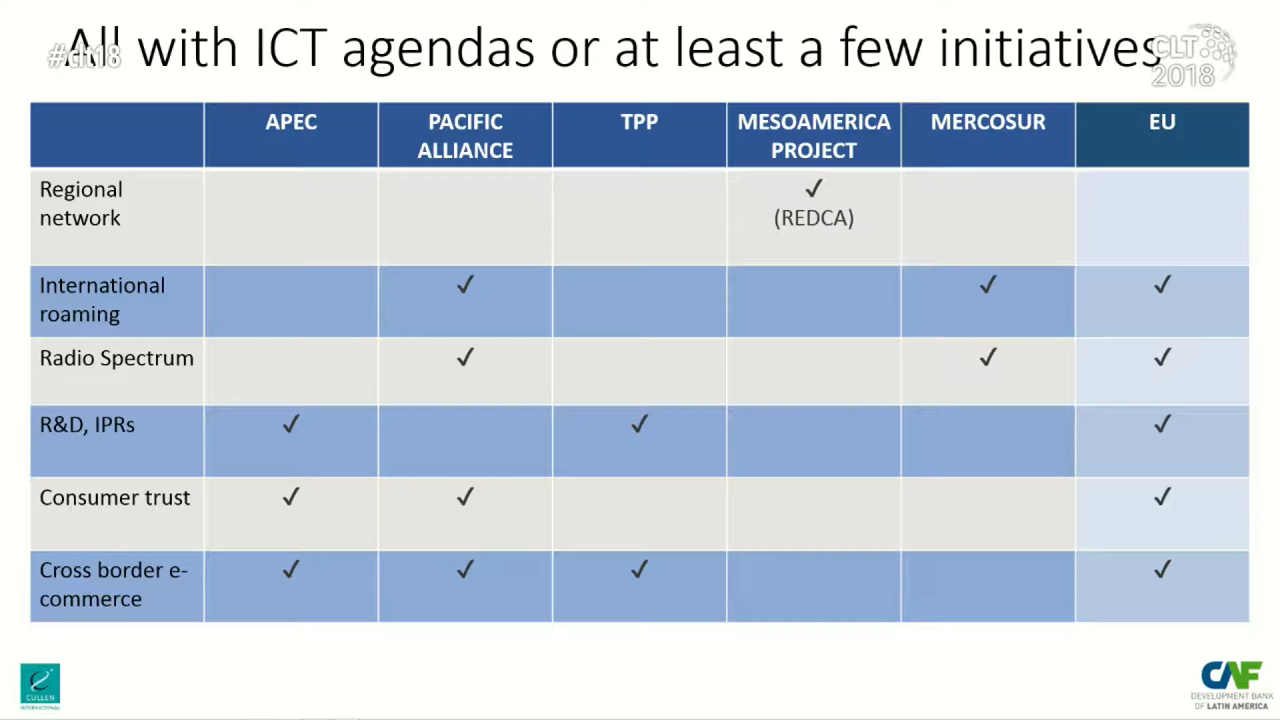 All with ICT agendas or at least a few initiatives
#clt18
CLT
2018
APEC
PACIFIC
ALLIANCE
TPP
MESOAMERICA
PROJECT
MERCOSUR
EU
Regional
network
✓
(REDCA)
International
roaming
✓ ✓ ✓
Radio Spectrum ✓ ✓ ✓
R&D, IPRs ✓ ✓ ✓
Consumer trust ✓ ✓ ✓
Cross border e-
commerce
✓ ✓ ✓ ✓
CULLEN
INTERNATIONAL
CAF
DEVELOPMENT BANK
OF LATIN AMERICA